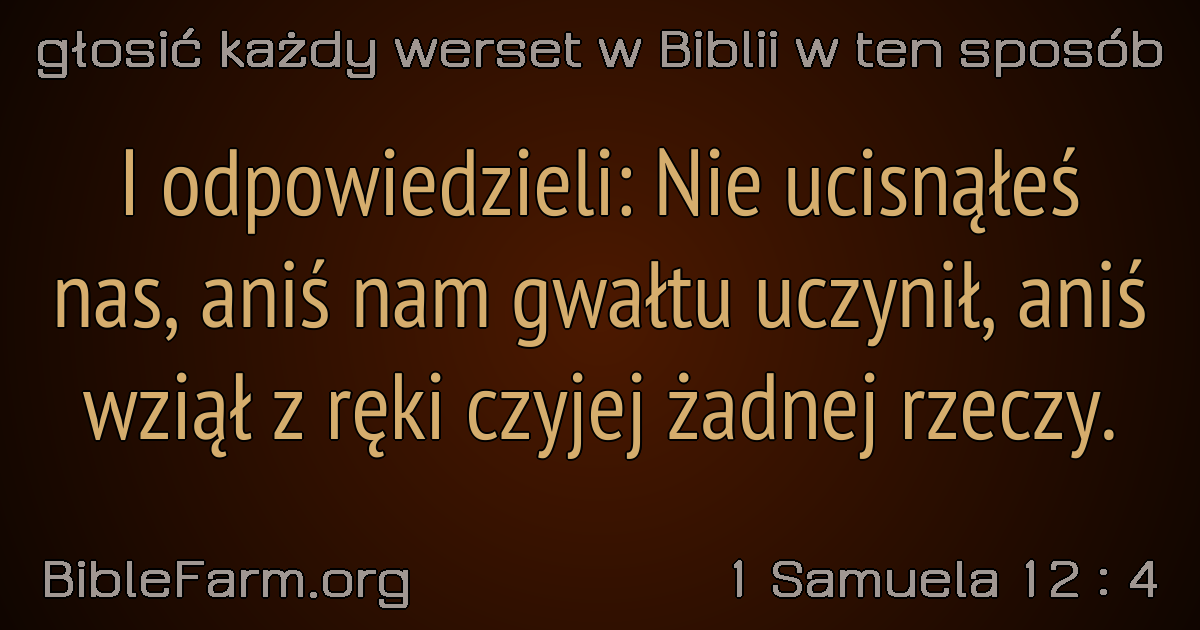 głosić każdy werset w Biblii w ten sposób
I odpowiedzieli: Nie ucisnąłeś
nas, aniś nam gwałtu uczynił, aniś
wziął z ręki czyjej żadnej rzeczy.
BibleFarm.org
1 Samuela 12 : 4